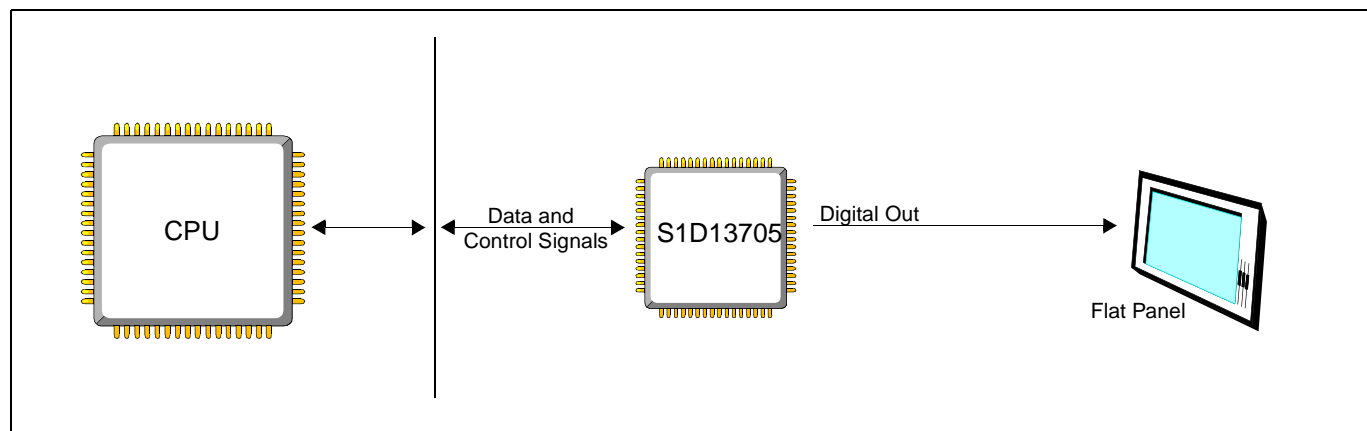 CPU
Data and
Control Signals
S1D13705
Digital Out
Flat Panel